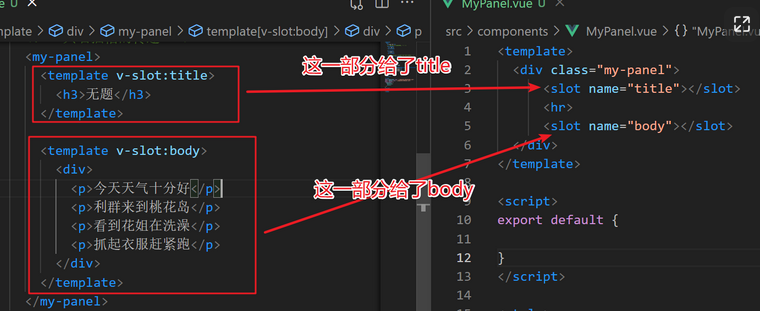 MyPanel.vue U
template > div > my-panel > template[v-slot:body] > div > p
src > components > MyPanel.vue > {} "MyPanel.vue
<my-panel>
<template v-slot:title>
<h3>无题</h3>
</template>
<template v-slot:body>
<div>
<p>今天天气十分好</p>
<p>利群来到桃花岛</p>
<p>看到花姐在洗澡</p>
<p>抓起衣服赶紧跑</p>
</div>
</template>
</my-panel>
这一部分给了title
这一部分给了body
1 <template>
2 <div class="my-panel">
3 <slot name="title"></slot>
4 <hr>
5 <slot name="body"></slot>
6 </div>
7 </template>
8
9 <script>
10 export default {
11
12 }
13 </script>
14
15